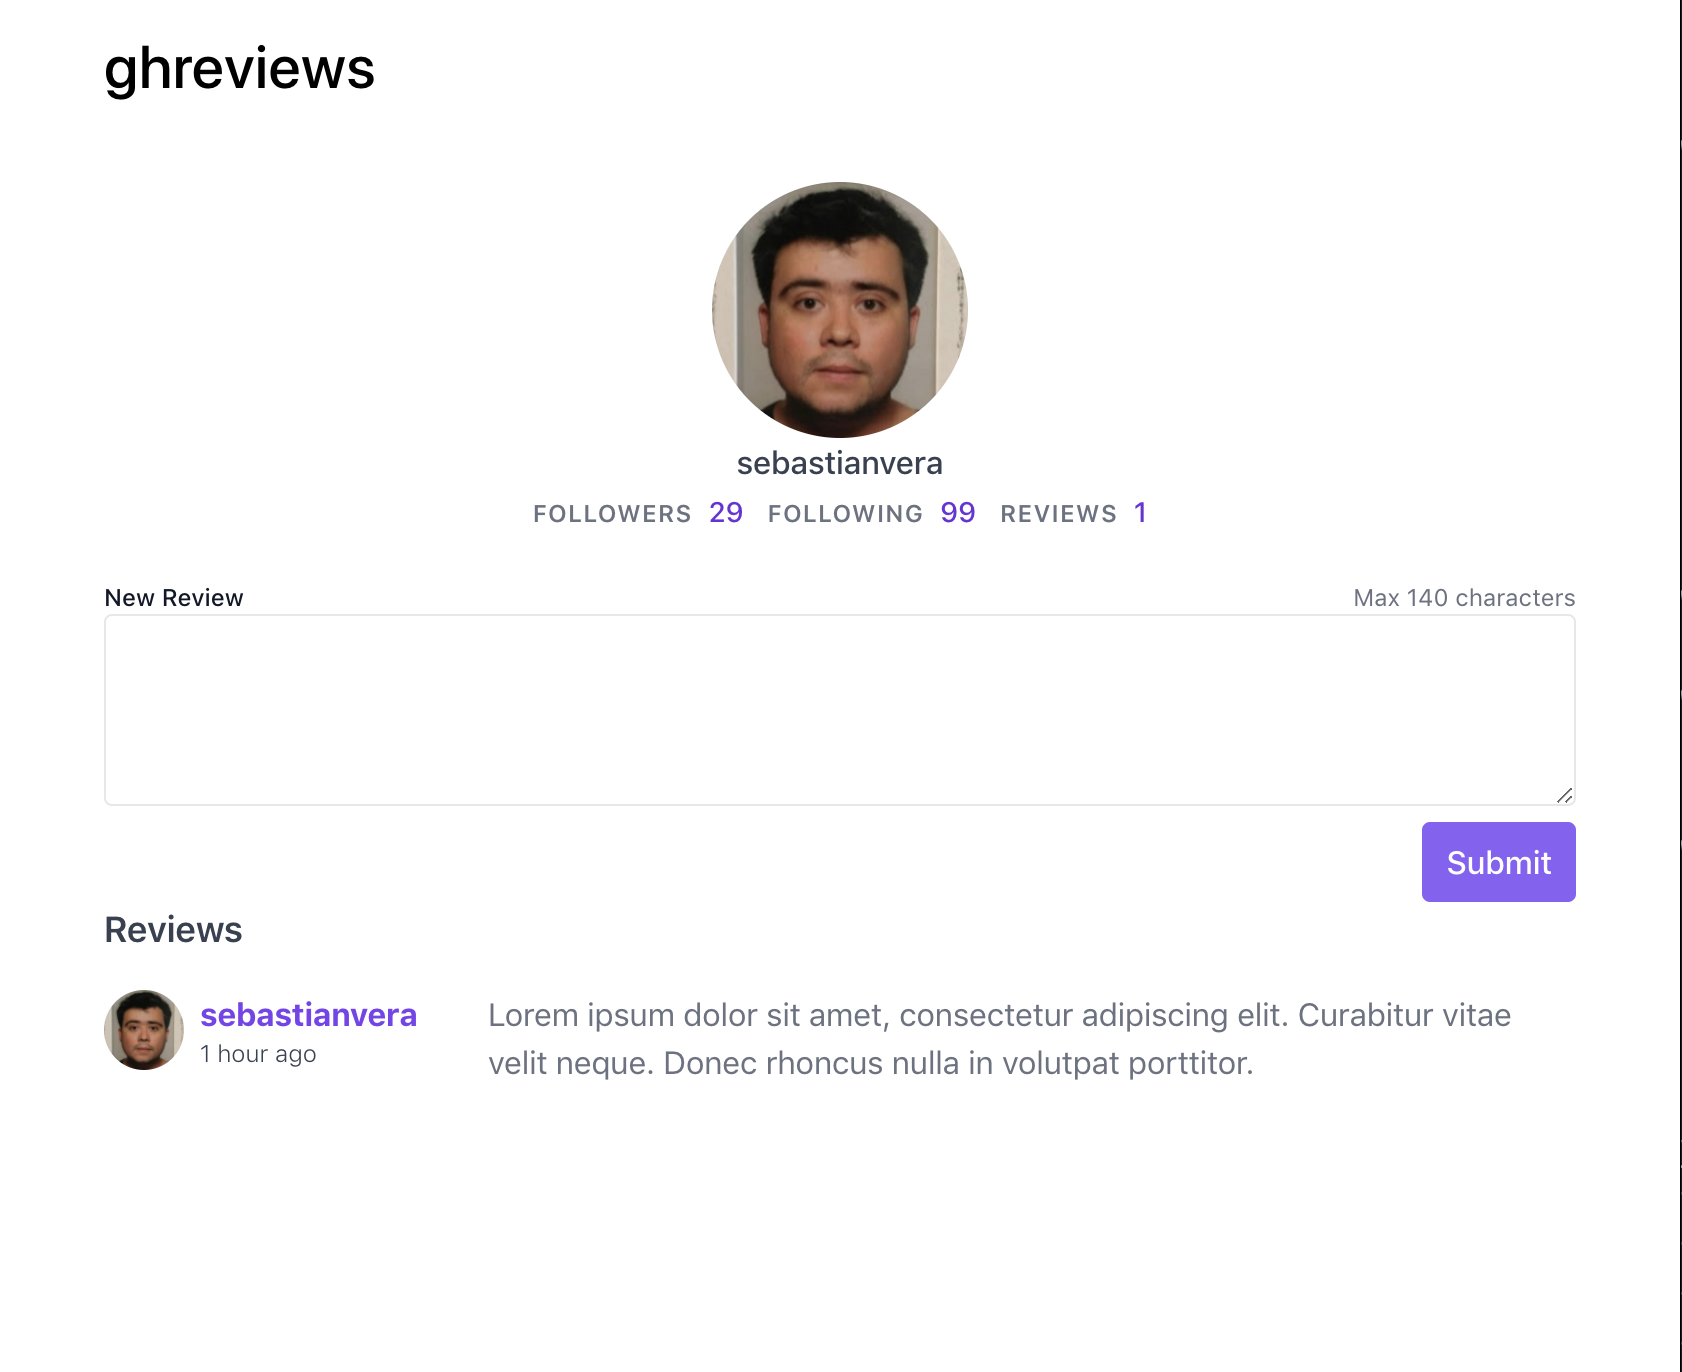 ghreviews
sebastianvera
FOLLOWERS 29 FOLLOWING 99 REVIEWS 1
New Review Max 140 characters
Submit
Reviews
sebastianvera
1 hour ago
Lorem ipsum dolor sit amet, consectetur adipiscing elit. Curabitur vitae
velit neque. Donec rhoncus nulla in volutpat porttitor.